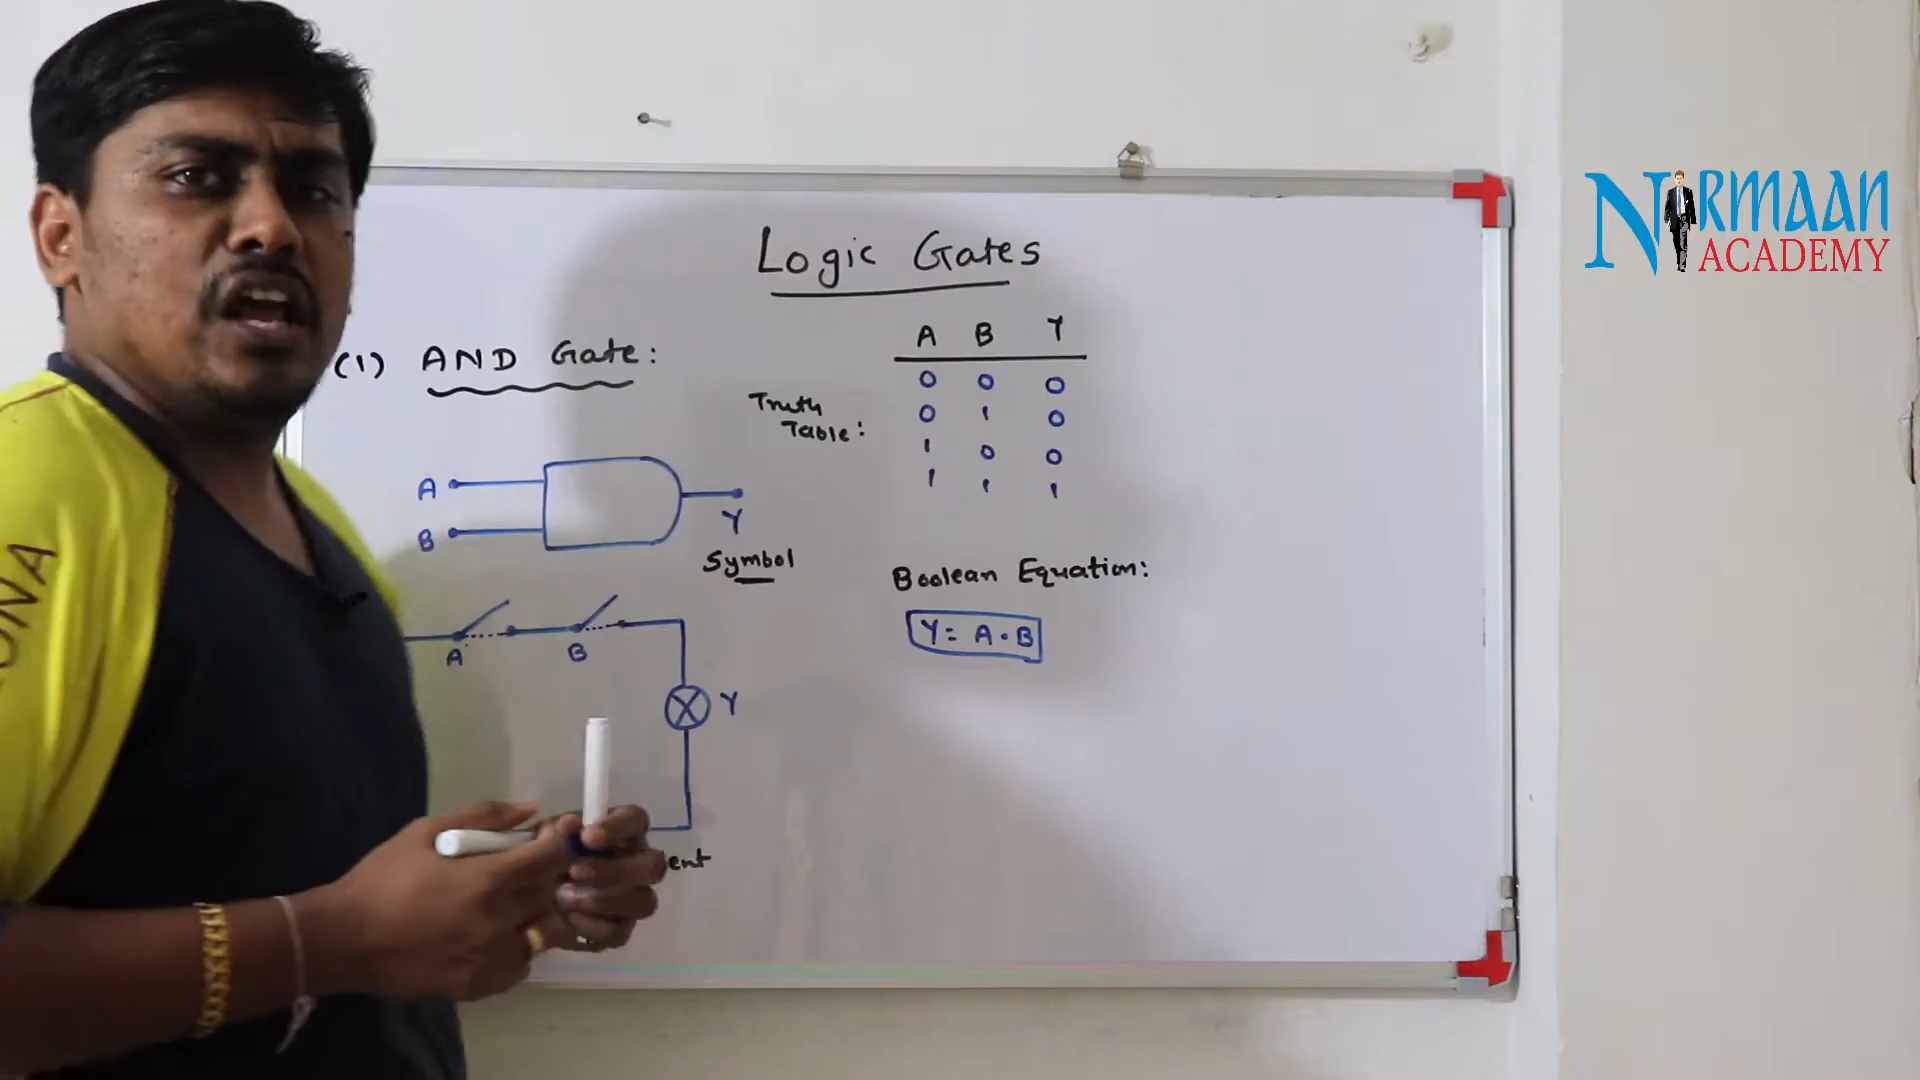 NIRMAAN
ACADEMY
Logic Gates
(1) AND Gate:
A
B
Y
Symbol
A B
Y
Truth
Table:
A B Y
0 0 0
0 1 0
1 0 0
1 1 1
Boolean Equation:
Y = A . B